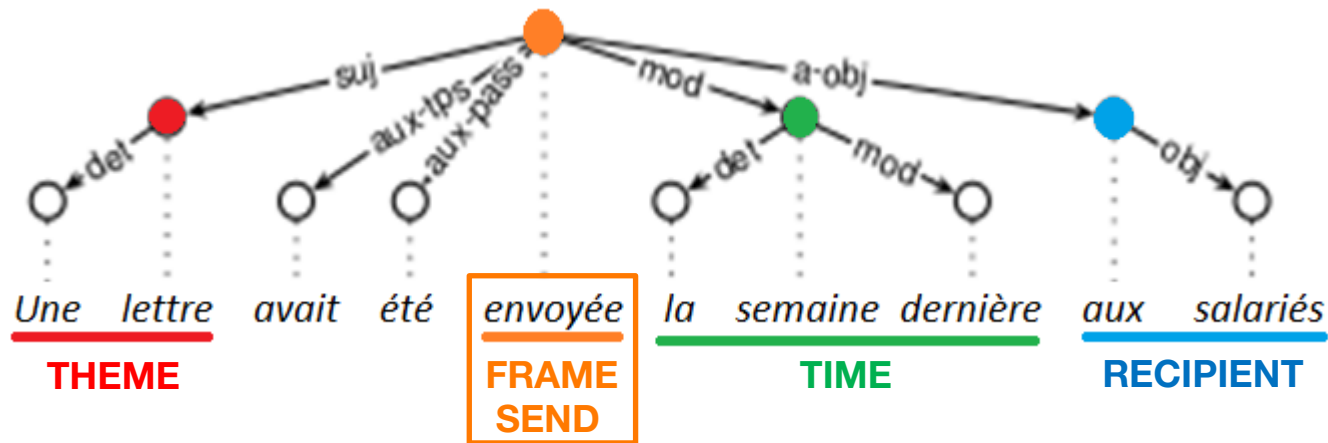 suj
mod
a-obj
aux-tps
aux-pass
det
det
mod
obj
Une lettre avait été envoyée la semaine dernière aux salariés
THEME FRAME TIME RECIPIENT
SEND